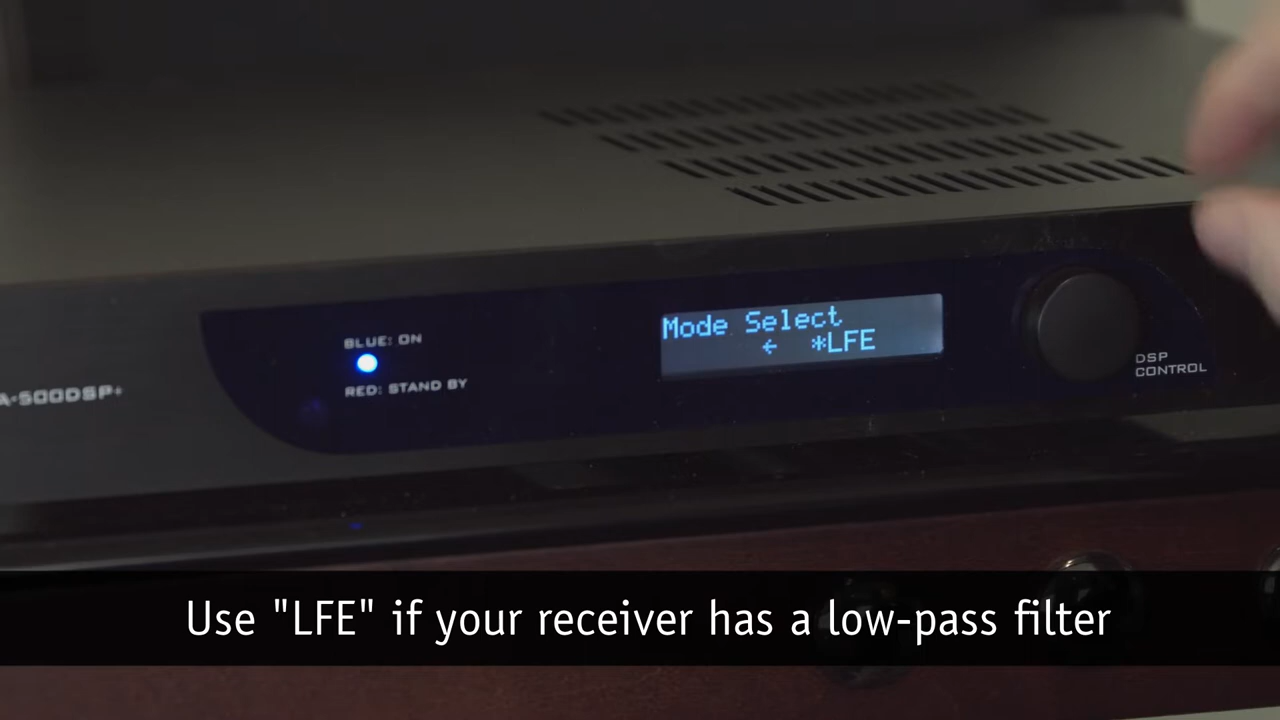 Mode Select
← *LFE
BLUE: ON
RED: STAND BY
A-500DSP+
DSP
CONTROL
Use "LFE" if your receiver has a low-pass filter